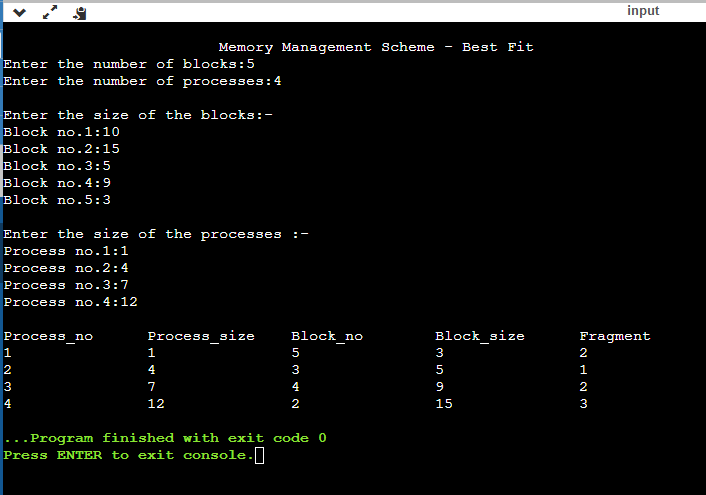 input
Memory Management Scheme - Best Fit
Enter the number of blocks:5
Enter the number of processes:4
Enter the size of the blocks:-
Block no.1:10
Block no.2:15
Block no.3:5
Block no.4:9
Block no.5:3
Enter the size of the processes :-
Process no.1:1
Process no.2:4
Process no.3:7
Process no.4:12
Process_no Process_size Block_no Block_size Fragment
1 1 5 3 2
2 4 3 5 1
3 7 4 9 2
4 12 2 15 3
...Program finished with exit code 0
Press ENTER to exit console.